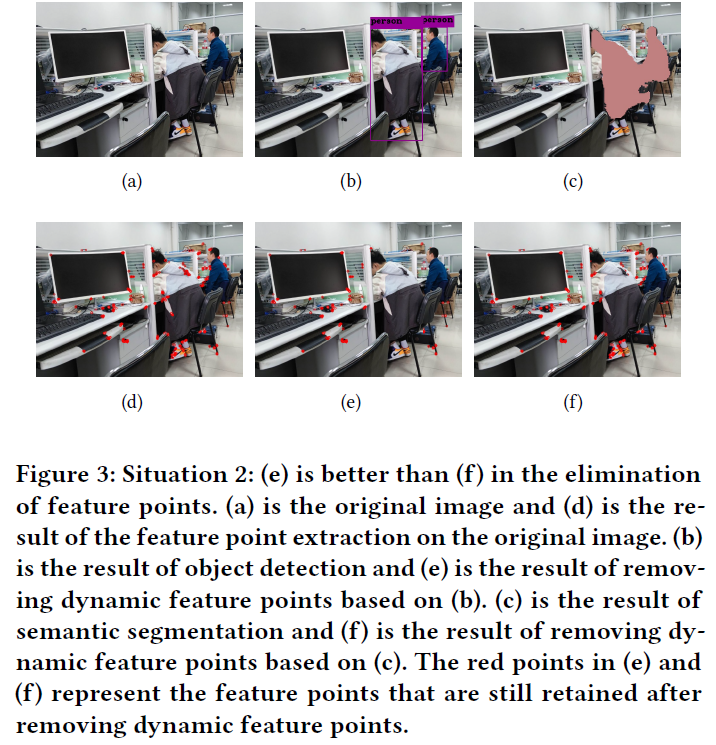 person person
(a) (b) (c)
(d) (e) (f)
Figure 3: Situation 2: (e) is better than (f) in the elimination
of feature points. (a) is the original image and (d) is the re-
sult of the feature point extraction on the original image. (b)
is the result of object detection and (e) is the result of remov-
ing dynamic feature points based on (b). (c) is the result of
semantic segmentation and (f) is the result of removing dy-
namic feature points based on (c). The red points in (e) and
(f) represent the feature points that are still retained after
removing dynamic feature points.